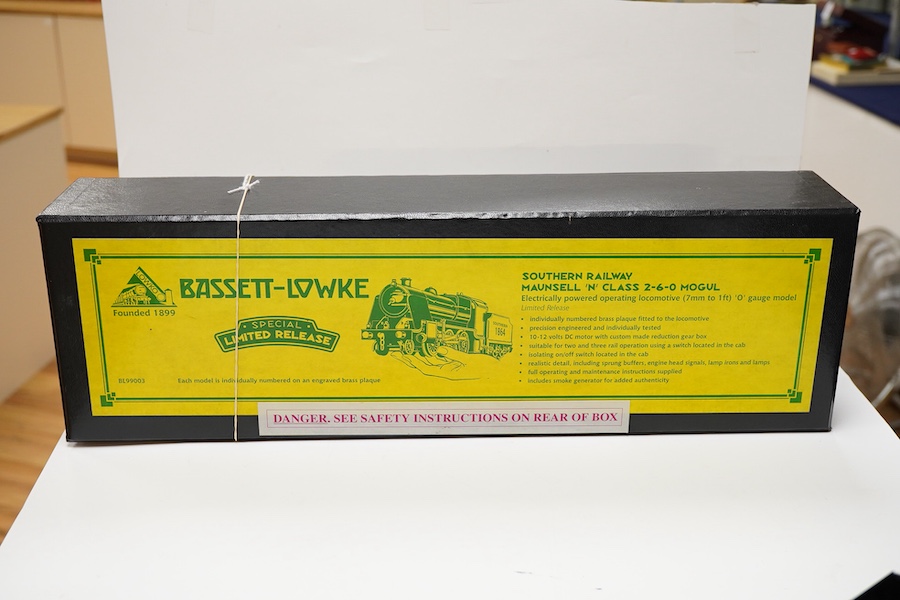 LOWKO
Founded 1899
BASSETT-LOWKE
SPECIAL
LIMITED RELEASE
BL99003
Each model is individually numbered on an engraved brass plaque
1864
SOUTHERN RAILWAY
MAUNSELL 'N' CLASS 2-6-0 MOGUL
Electrically powered operating locomotive (7mm to 1ft) 'O' gauge model
Limited Release
• individually numbered brass plaque fitted to the locomotive
• precision engineered and individually tested
• 10-12 volts DC motor with custom made reduction gear box
• suitable for two and three rail operation using a switch located in the cab
• isolating on/off switch located in the cab
• realistic detail, including sprung buffers, engine head signals, lamp irons and lamps
• full operating and maintenance instructions supplied
• includes smoke generator for added authenticity
DANGER. SEE SAFETY INSTRUCTIONS ON REAR OF BOX